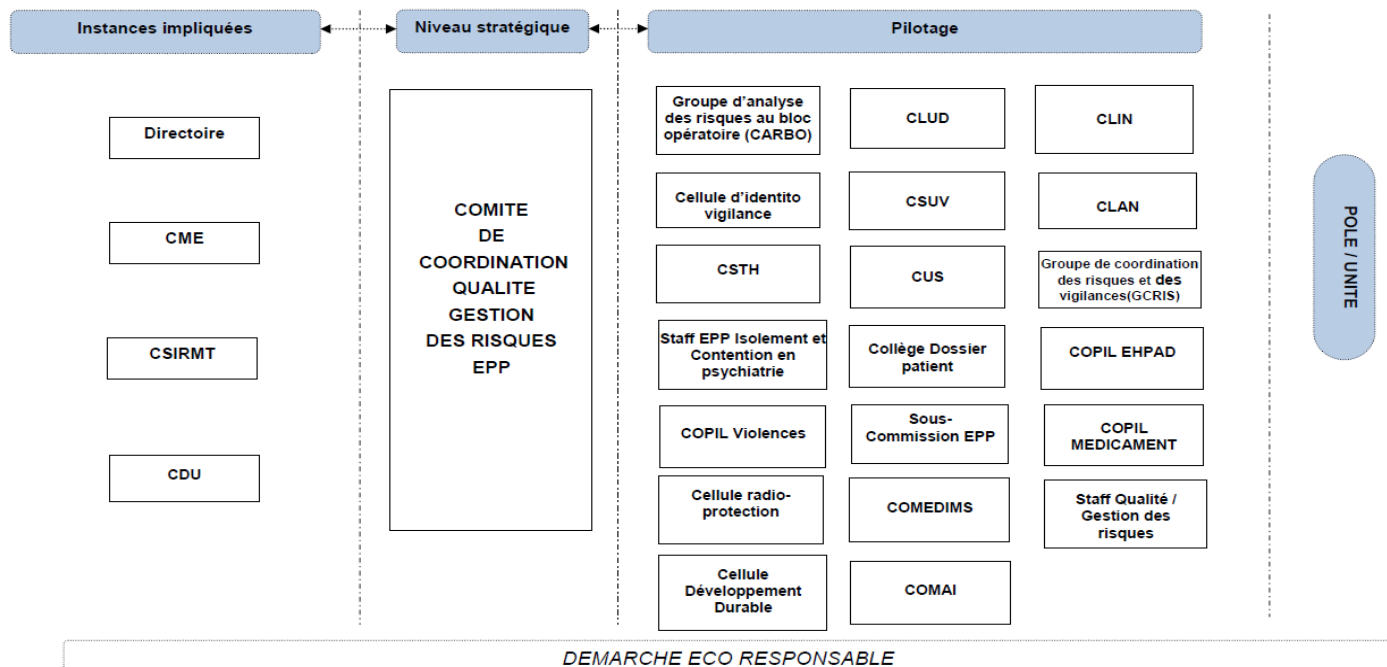 Instances impliquées
Niveau stratégique
Pilotage
Directoire
CME
CSIRMT
CDU
COMITE
DE
COORDINATION
QUALITE
GESTION
DES RISQUES
EPP
Groupe d'analyse
des risques au bloc
opératoire (CARBO)
CLUD
CLIN
Cellule d'identito
vigilance
CSUV
CLAN
CSTH
CUS
Groupe de coordination
des risques et des
vigilances(GCRIS)
Staff EPP Isolement et
Contention en
psychiatrie
Collège Dossier
patient
COPIL EHPAD
COPIL Violences
Sous-
Commission EPP
COPIL
MEDICAMENT
Cellule radio-
protection
COMEDIMS
Staff Qualité /
Gestion des
risques
Cellule
Développement
Durable
COMAI
POLE / UNITE
DEMARCHE ECO RESPONSABLE